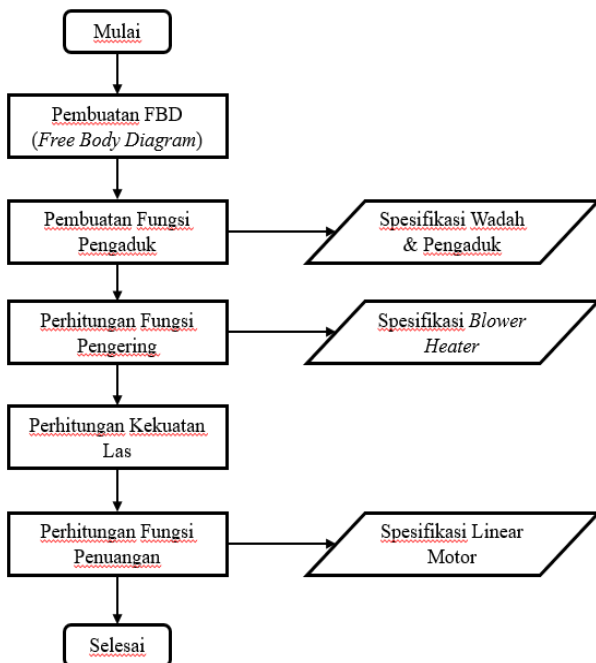 Mulai
Pembuatan FBD
(Free Body Diagram)
Pembuatan Fungsi
Pengaduk
Spesifikasi Wadah
& Pengaduk
Perhitungan Fungsi
Pengering
Spesifikasi Blower
Heater
Perhitungan Kekuatan
Las
Perhitungan Fungsi
Penuangan
Spesifikasi Linear
Motor
Selesai